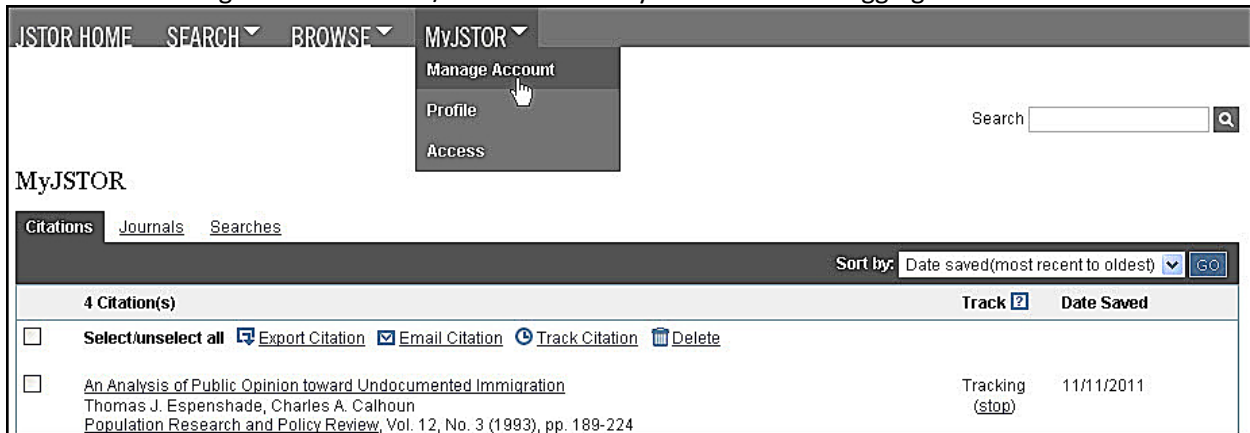 JSTOR HOME SEARCH BROWSE MyJSTOR
Manage Account
Profile
Access
Search
MyJSTOR
Citations Journals Searches
Sort by: Date saved(most recent to oldest) GO
4 Citation(s) Track ? Date Saved
Select/unselect all Export Citation Email Citation Track Citation Delete
An Analysis of Public Opinion toward Undocumented Immigration Tracking 11/11/2011
Thomas J. Espenshade, Charles A. Calhoun (stop)
Population Research and Policy Review, Vol. 12, No. 3 (1993), pp. 189-224